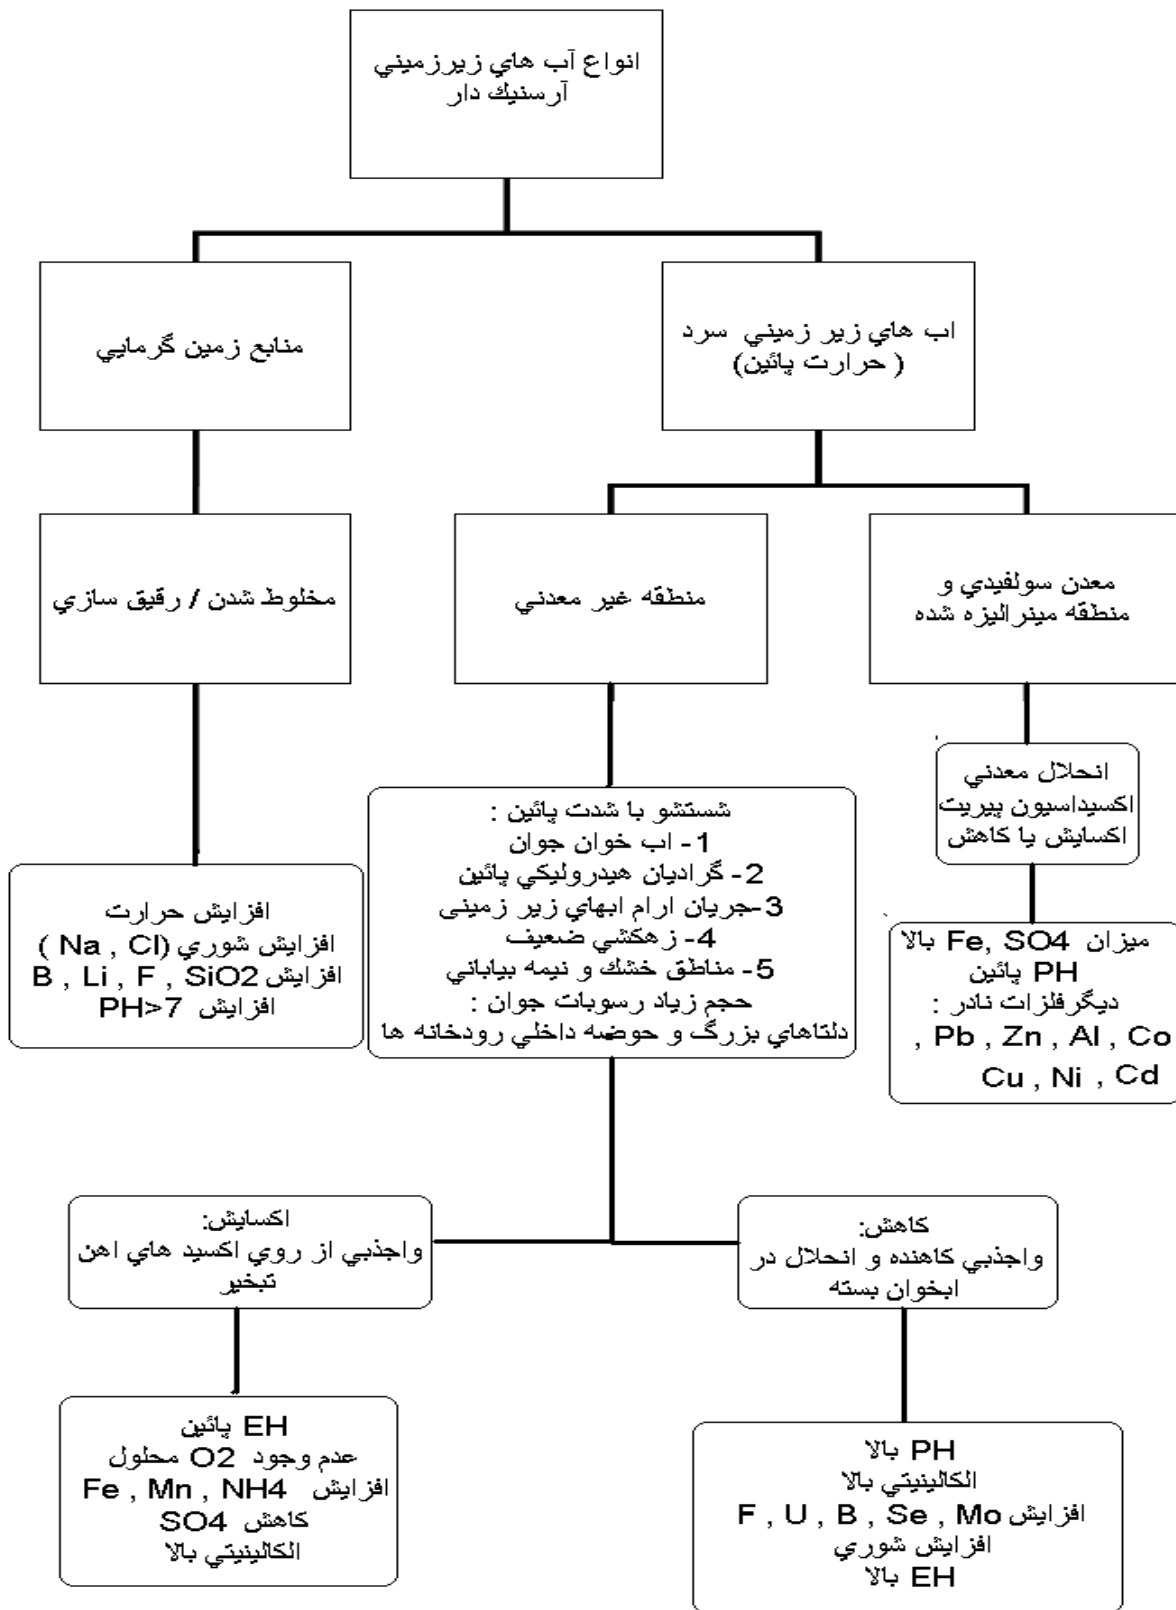 انواع آب هاي زيرزميني
آرسنيك دار
اب هاي زير زميني سرد
(حرارت پائين)
منابع زمين گرمايي
معدن سولفيدي و
منطقه مينراليزه شده
منطقه غير معدني
مخلوط شدن / رقيق سازي
انحلال معدني
اكسيداسيون پيريت
اكسايش يا كاهش
شستشو با شدت پائين :
1- اب خوان جوان
2- گراديان هيدروليكي پائين
3-جريان ارام ابهاي زير زميني
4- زهكشي ضعيف
5- مناطق خشك و نيمه بياباني
حجم زياد رسوبات جوان :
دلتاهاي بزرگ و حوضه داخلي رودخانه ها
افزايش حرارت
افزايش شوري (Na , Cl )
افزايش B , Li , F , SiO2
افزايش PH>7
ميزان Fe, SO4 بالا
PH پائين
ديگرفلزات نادر :
, Pb , Zn , Al , Co
Cu , Ni , Cd
كاهش:
واجذبي كاهنده و انحلال در
ابخوان بسته
اكسايش:
واجذبي از روي اكسيد هاي اهن
تبخير
PH بالا
الكالينيتي بالا
افزايش F , U , B , Se , Mo
افزايش شوري
EH بالا
EH پائين
عدم وجود O2 محلول
افزايش Fe , Mn , NH4
كاهش SO4
الكالينيتي بالا